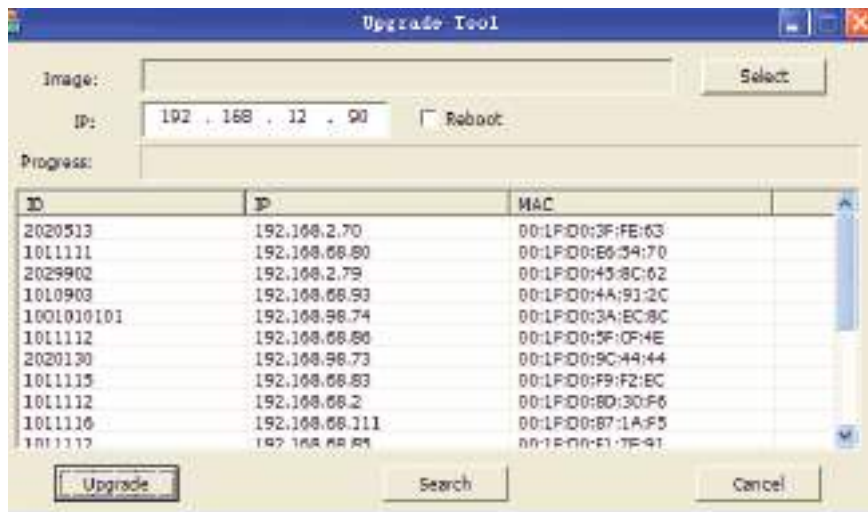 Upgrade Tool
Image: Select
IP: 192 . 168 . 12 . 90 Reboot
Progress:
ID IP MAC
2020513 192.168.2.70 00:1F:D0:3F:FE:63
1011111 192.168.68.80 00:1F:D0:E6:54:70
2029902 192.168.2.79 00:1F:D0:45:8C:62
1010903 192.168.68.93 00:1F:D0:4A:91:2C
1001010101 192.168.98.74 00:1F:D0:3A:EC:8C
1011112 192.168.68.86 00:1F:D0:5F:CF:4E
2020130 192.168.98.73 00:1F:D0:9C:44:44
1011115 192.168.68.83 00:1F:D0:F9:F2:EC
1011112 192.168.68.2 00:1F:D0:8D:30:F6
1011116 192.168.68.111 00:1F:D0:87:1A:F5
192.168.68.85
Upgrade Search Cancel